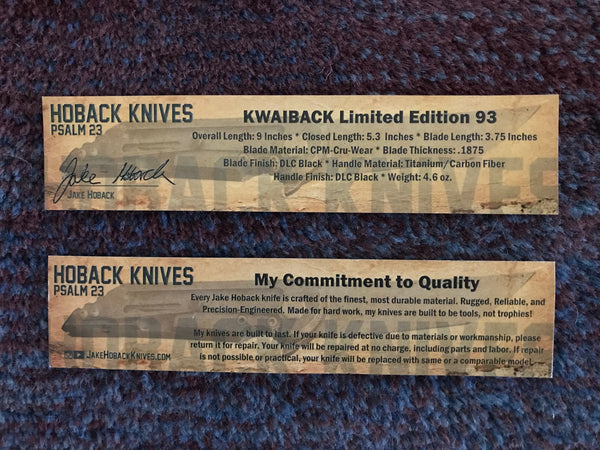 HOBACK KNIVES
PSALM 23
Jake Hoback
JAKE HOBACK
KWAIBACK Limited Edition 93
Overall Length: 9 Inches * Closed Length: 5.3 Inches * Blade Length: 3.75 Inches
Blade Material: CPM-Cru-Wear * Blade Thickness: .1875
Blade Finish: DLC Black * Handle Material: Titanium/Carbon Fiber
Handle Finish: DLC Black * Weight: 4.6 oz.
HOBACK KNIVES
HOBACK KNIVES
PSALM 23
JAKEHOBACKKNIVES.COM
My Commitment to Quality
Every Jake Hoback knife is crafted of the finest, most durable material. Rugged, Reliable, and
Precision-Engineered. Made for hard work, my knives are built to be tools, not trophies!
My knives are built to last. If your knife is defective due to materials or workmanship, please
return it for repair. Your knife will be repaired at no charge, including parts and labor. If repair
is not possible or practical, your knife will be replaced with same or a comparable model.
HOBACK KNIVES